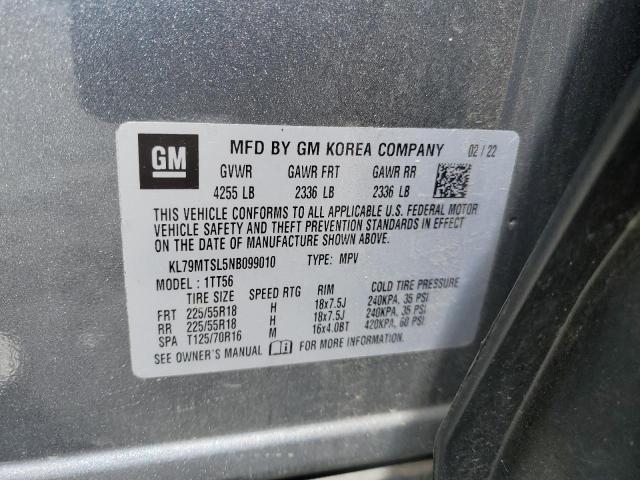 GM
MFD BY GM KOREA COMPANY 02 / 22
GVWR GAWR FRT GAWR RR
4255 LB 2336 LB 2336 LB
THIS VEHICLE CONFORMS TO ALL APPLICABLE U.S. FEDERAL MOTOR
VEHICLE SAFETY AND THEFT PREVENTION STANDARDS IN EFFECT
ON THE DATE OF MANUFACTURE SHOWN ABOVE.
KL79MTSL5NB099010 TYPE: MPV
MODEL : 1TT56
TIRE SIZE SPEED RTG RIM COLD TIRE PRESSURE
FRT 225/55R18 H 18x7.5J 240KPA, 35 PSI
RR 225/55R18 H 18x7.5J 240KPA, 35 PSI
SPA T125/70R16 M 16x4.0BT 420KPA, 60 PSI
SEE OWNER'S MANUAL FOR MORE INFORMATION.